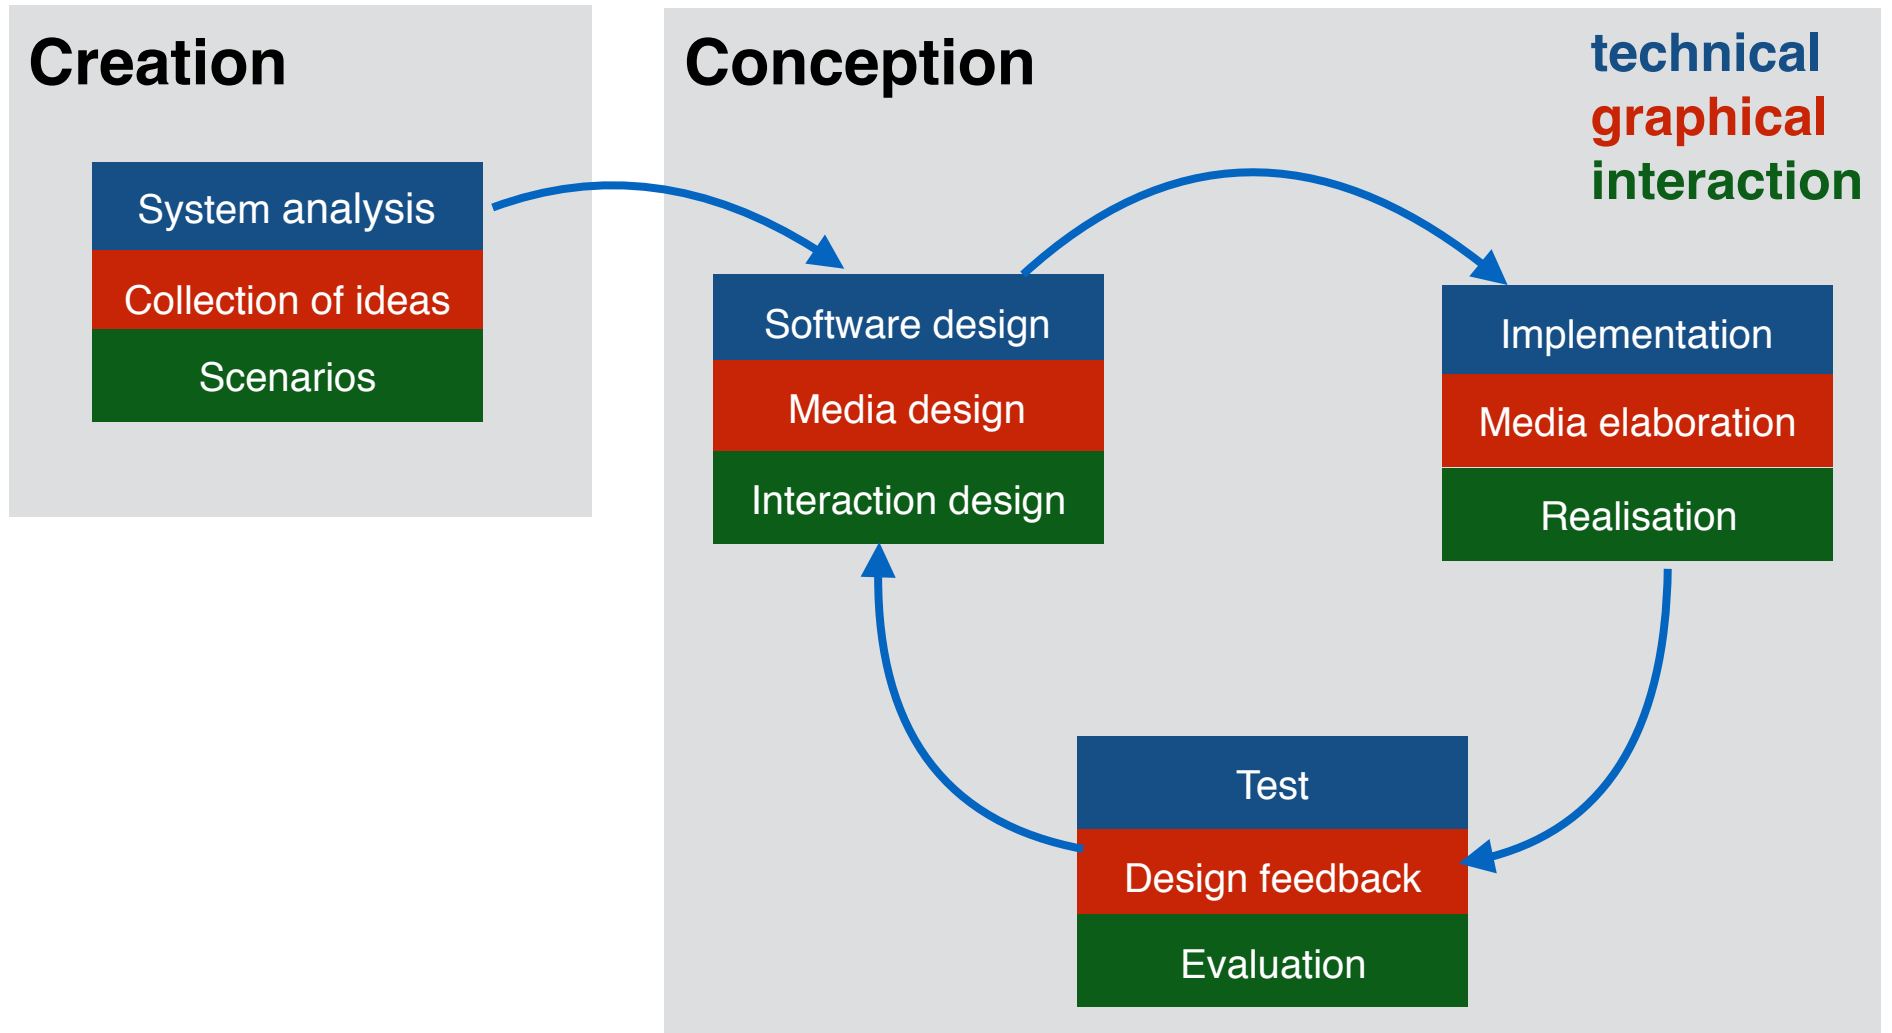 Creation
System analysis
Collection of ideas
Scenarios
Conception
technical
graphical
interaction
Software design
Media design
Interaction design
Implementation
Media elaboration
Realisation
Test
Design feedback
Evaluation